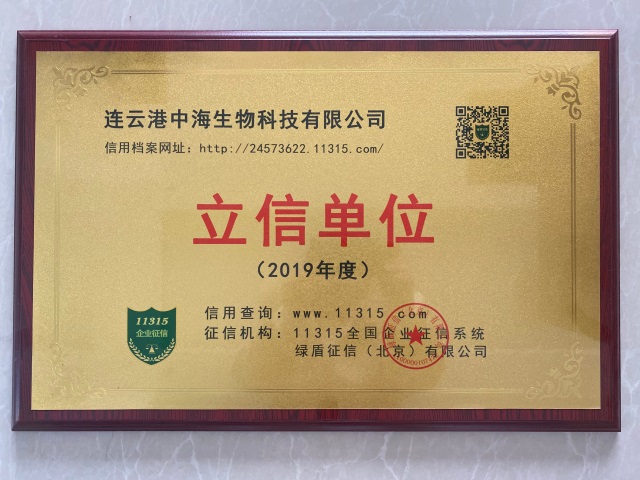 连云港中海生物科技有限公司
信用档案网址：http://24573622.11315.com/
立信单位
（2019年度）
11315
企业征信
信用查询：www.11315.com
征信机构：11315全国企业征信系统
绿盾征信（北京）有限公司